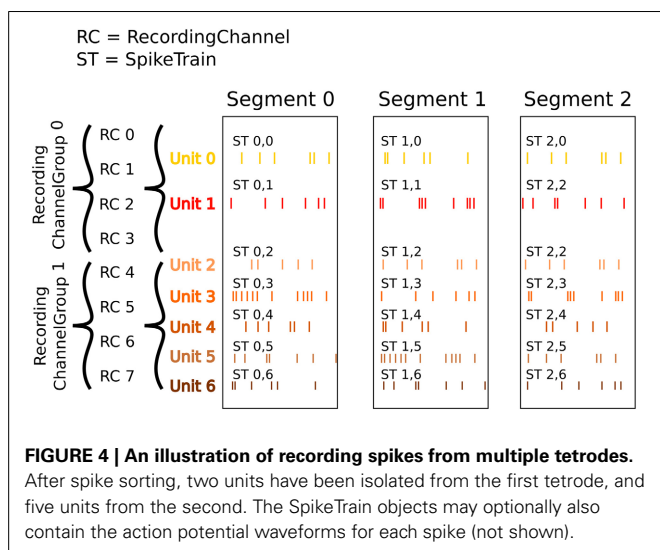 RC = RecordingChannel
ST = SpikeTrain
Segment 0 Segment 1 Segment 2
Recording
ChannelGroup 0
RC 0
RC 1
RC 2
RC 3
Unit 0
Unit 1
ST 0,0 ST 1,0 ST 2,0
ST 0,1 ST 1,1 ST 2,2
Recording
ChannelGroup 1
RC 4
RC 5
RC 6
RC 7
Unit 2
Unit 3
Unit 4
Unit 5
Unit 6
ST 0,2 ST 1,2 ST 2,2
ST 0,3 ST 1,3 ST 2,3
ST 0,4 ST 1,4 ST 2,4
ST 0,5 ST 1,5 ST 2,5
ST 0,6 ST 1,6 ST 2,6
FIGURE 4 | An illustration of recording spikes from multiple tetrodes.
After spike sorting, two units have been isolated from the first tetrode, and
five units from the second. The SpikeTrain objects may optionally also
contain the action potential waveforms for each spike (not shown).